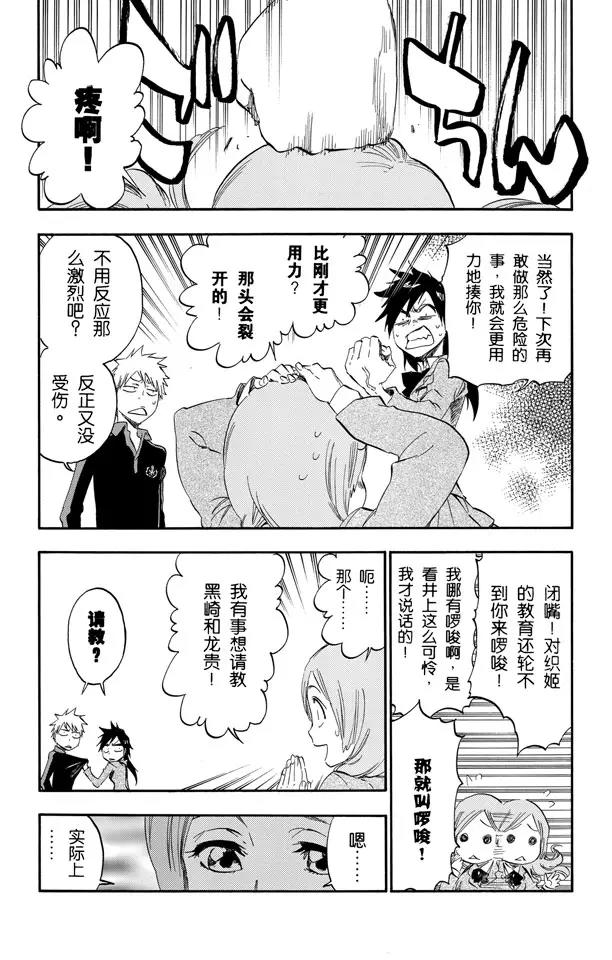 ごちん
疼啊！
当然了！下次再
敢做那么危险的
事，我就会更用
力地揍你！
比刚才更
用力？
那头会裂
开的！
不用反应那
么激烈吧？
反正又没
受伤。
闭嘴！对织姬
的教育还轮不
到你来啰唆！
我哪有啰唆啊，是
看井上这么可怜，
我才说话的！
那就叫啰唆！
呃……
那个……
我有事想请教
黑崎和龙贵
请教？
嗯……
实际上
……